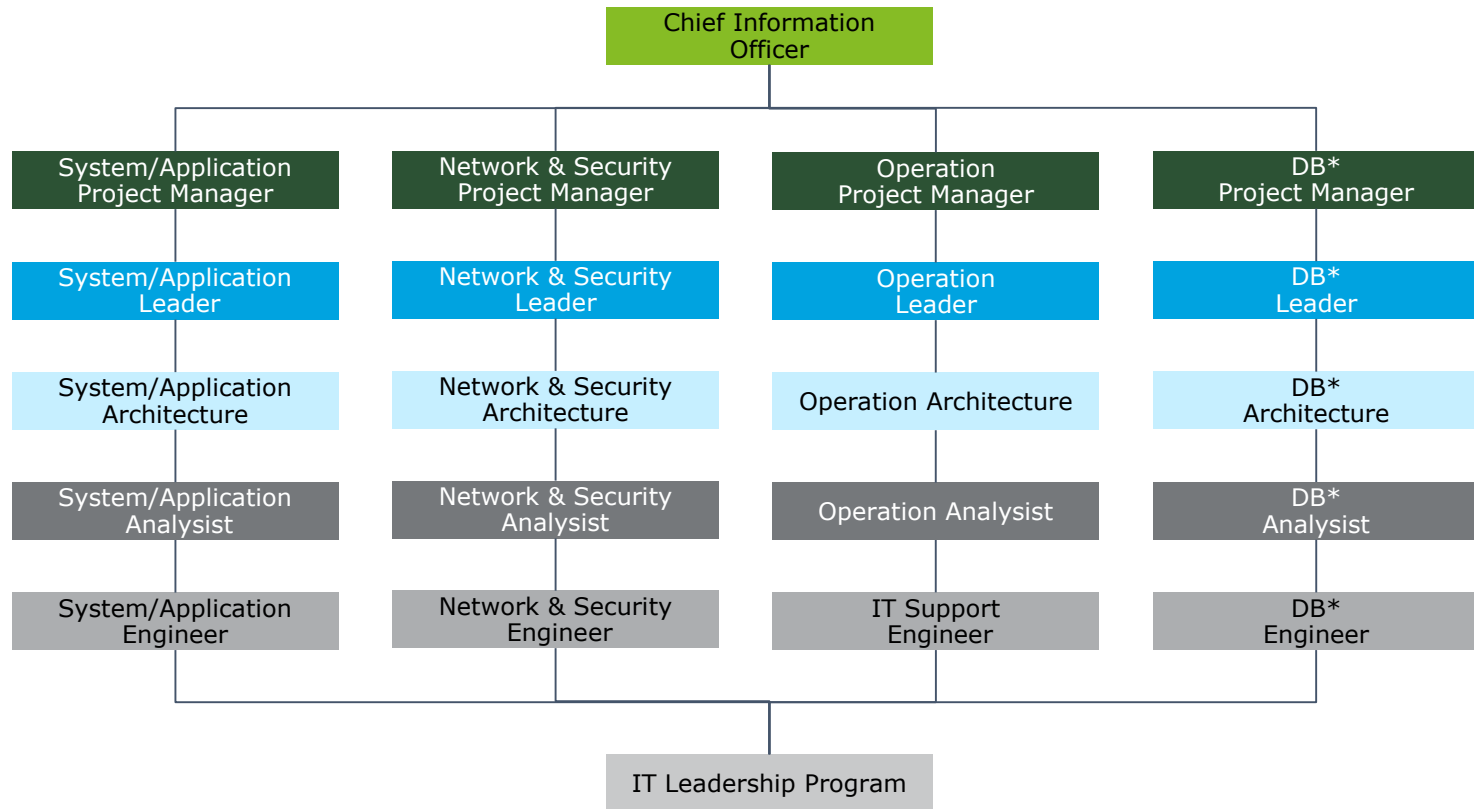 Chief Information
Officer
System/Application
Project Manager
Network & Security
Project Manager
Operation
Project Manager
DB*
Project Manager
System/Application
Leader
Network & Security
Leader
Operation
Leader
DB*
Leader
System/Application
Architecture
Network & Security
Architecture
Operation Architecture
DB*
Architecture
System/Application
Analysist
Network & Security
Analysist
Operation Analysist
DB*
Analysist
System/Application
Engineer
Network & Security
Engineer
IT Support
Engineer
DB*
Engineer
IT Leadership Program